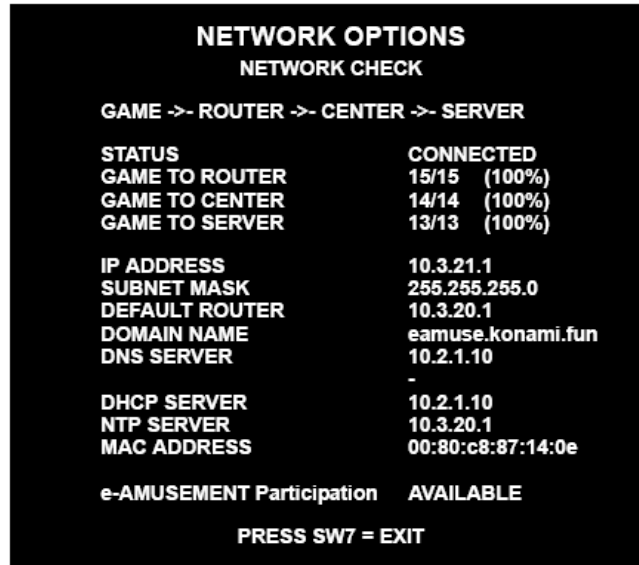 NETWORK OPTIONS
NETWORK CHECK
GAME ->- ROUTER ->- CENTER ->- SERVER
STATUS CONNECTED
GAME TO ROUTER 15/15 (100%)
GAME TO CENTER 14/14 (100%)
GAME TO SERVER 13/13 (100%)
IP ADDRESS 10.3.21.1
SUBNET MASK 255.255.255.0
DEFAULT ROUTER 10.3.20.1
DOMAIN NAME eamuse.konami.fun
DNS SERVER 10.2.1.10
-
DHCP SERVER 10.2.1.10
NTP SERVER 10.3.20.1
MAC ADDRESS 00:80:c8:87:14:0e
e-AMUSEMENT Participation AVAILABLE
PRESS SW7 = EXIT